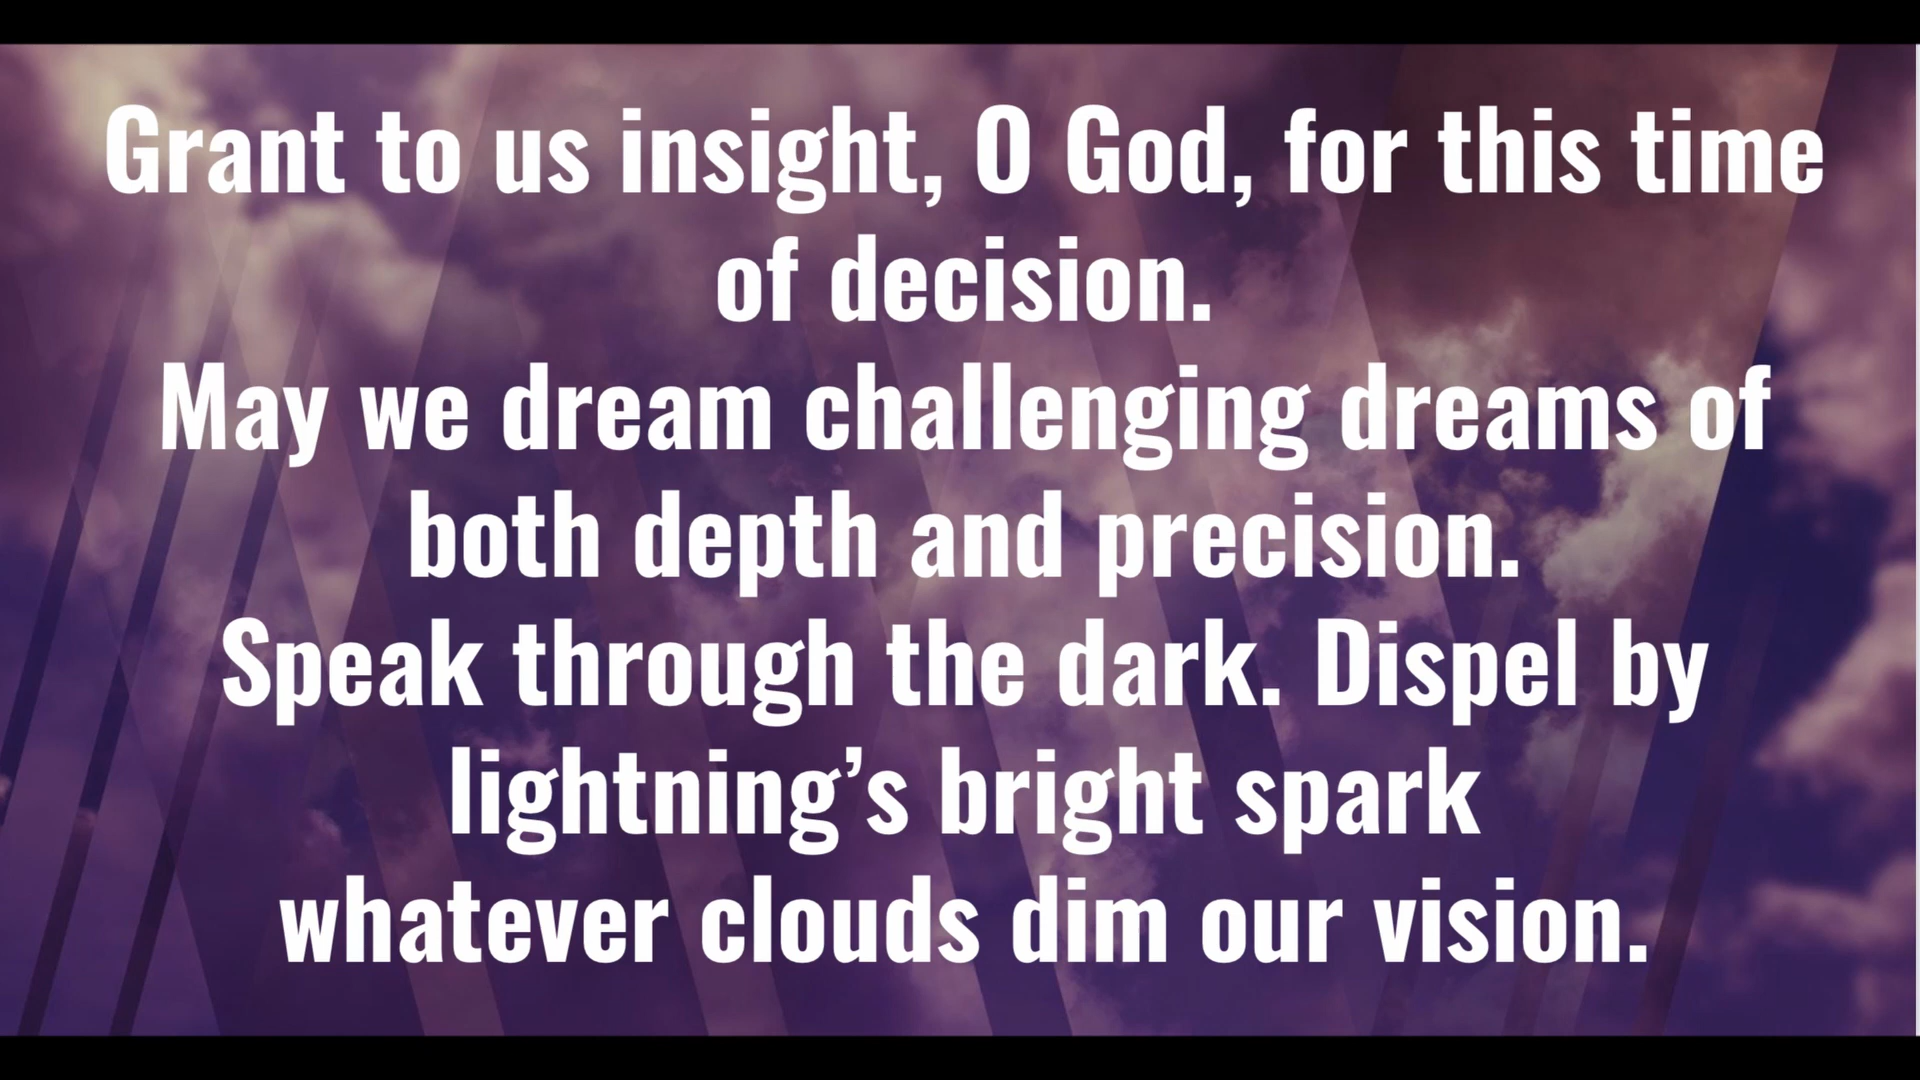 Grant to us insight, O God, for this time
of decision.
May we dream challenging dreams of
both depth and precision.
Speak through the dark. Dispel by
lightning’s bright spark
whatever clouds dim our vision.